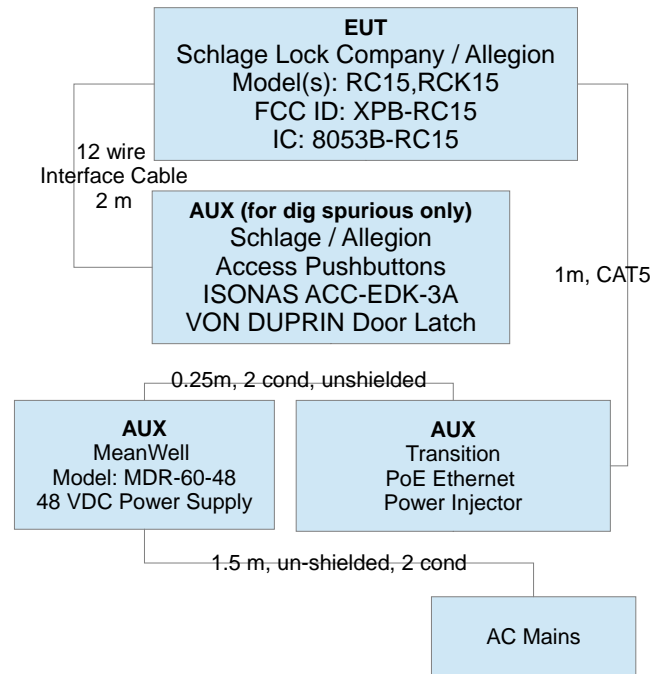 EUT
Schlage Lock Company / Allegion
Model(s): RC15,RCK15
FCC ID: XPB-RC15
IC: 8053B-RC15
12 wire
Interface Cable
2 m
AUX (for dig spurious only)
Schlage / Allegion
Access Pushbuttons
ISONAS ACC-EDK-3A
VON DUPRIN Door Latch
1m, CAT5
0.25m, 2 cond, unshielded
AUX
MeanWell
Model: MDR-60-48
48 VDC Power Supply
AUX
Transition
PoE Ethernet
Power Injector
1.5 m, un-shielded, 2 cond
AC Mains